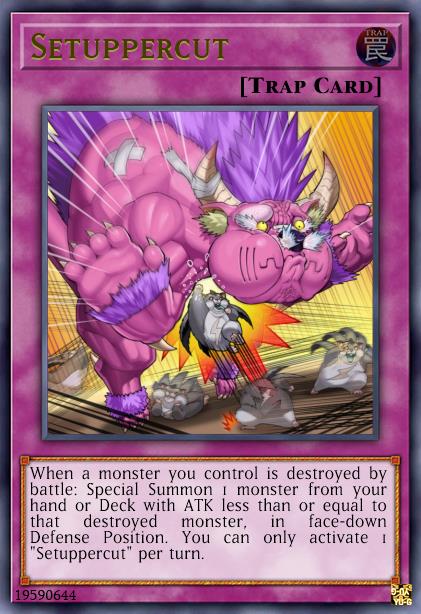 Setuppercut
TRAP
罠
[Trap Card]
When a monster you control is destroyed by
battle: Special Summon 1 monster from your
hand or Deck with ATK less than or equal to
that destroyed monster, in face-down
Defense Position. You can only activate 1
"Setuppercut" per turn.
19590644